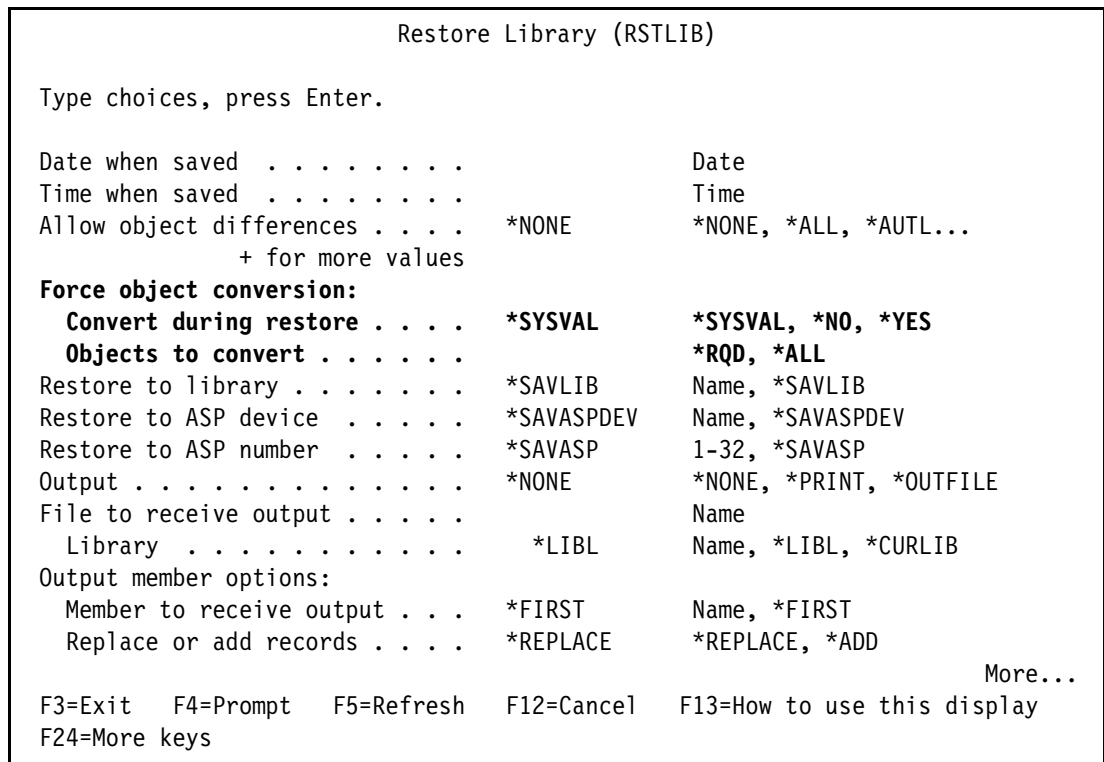 Restore Library (RSTLIB)
Type choices, press Enter.
Date when saved . . . . . . . . Date
Time when saved . . . . . . . . Time
Allow object differences . . . . *NONE *NONE, *ALL, *AUTL...
+ for more values
Force object conversion:
Convert during restore . . . . *SYSVAL *SYSVAL, *NO, *YES
Objects to convert . . . . . . *RQD, *ALL
Restore to library . . . . . . . *SAVLIB Name, *SAVLIB
Restore to ASP device . . . . . *SAVASPDEV Name, *SAVASPDEV
Restore to ASP number . . . . . *SAVASP 1-32, *SAVASP
Output . . . . . . . . . . . . . *NONE *NONE, *PRINT, *OUTFILE
File to receive output . . . . . Name
Library . . . . . . . . . . . *LIBL Name, *LIBL, *CURLIB
Output member options:
Member to receive output . . . *FIRST Name, *FIRST
Replace or add records . . . . *REPLACE *REPLACE, *ADD
More...
F3=Exit F4=Prompt F5=Refresh F12=Cancel F13=How to use this display
F24=More keys